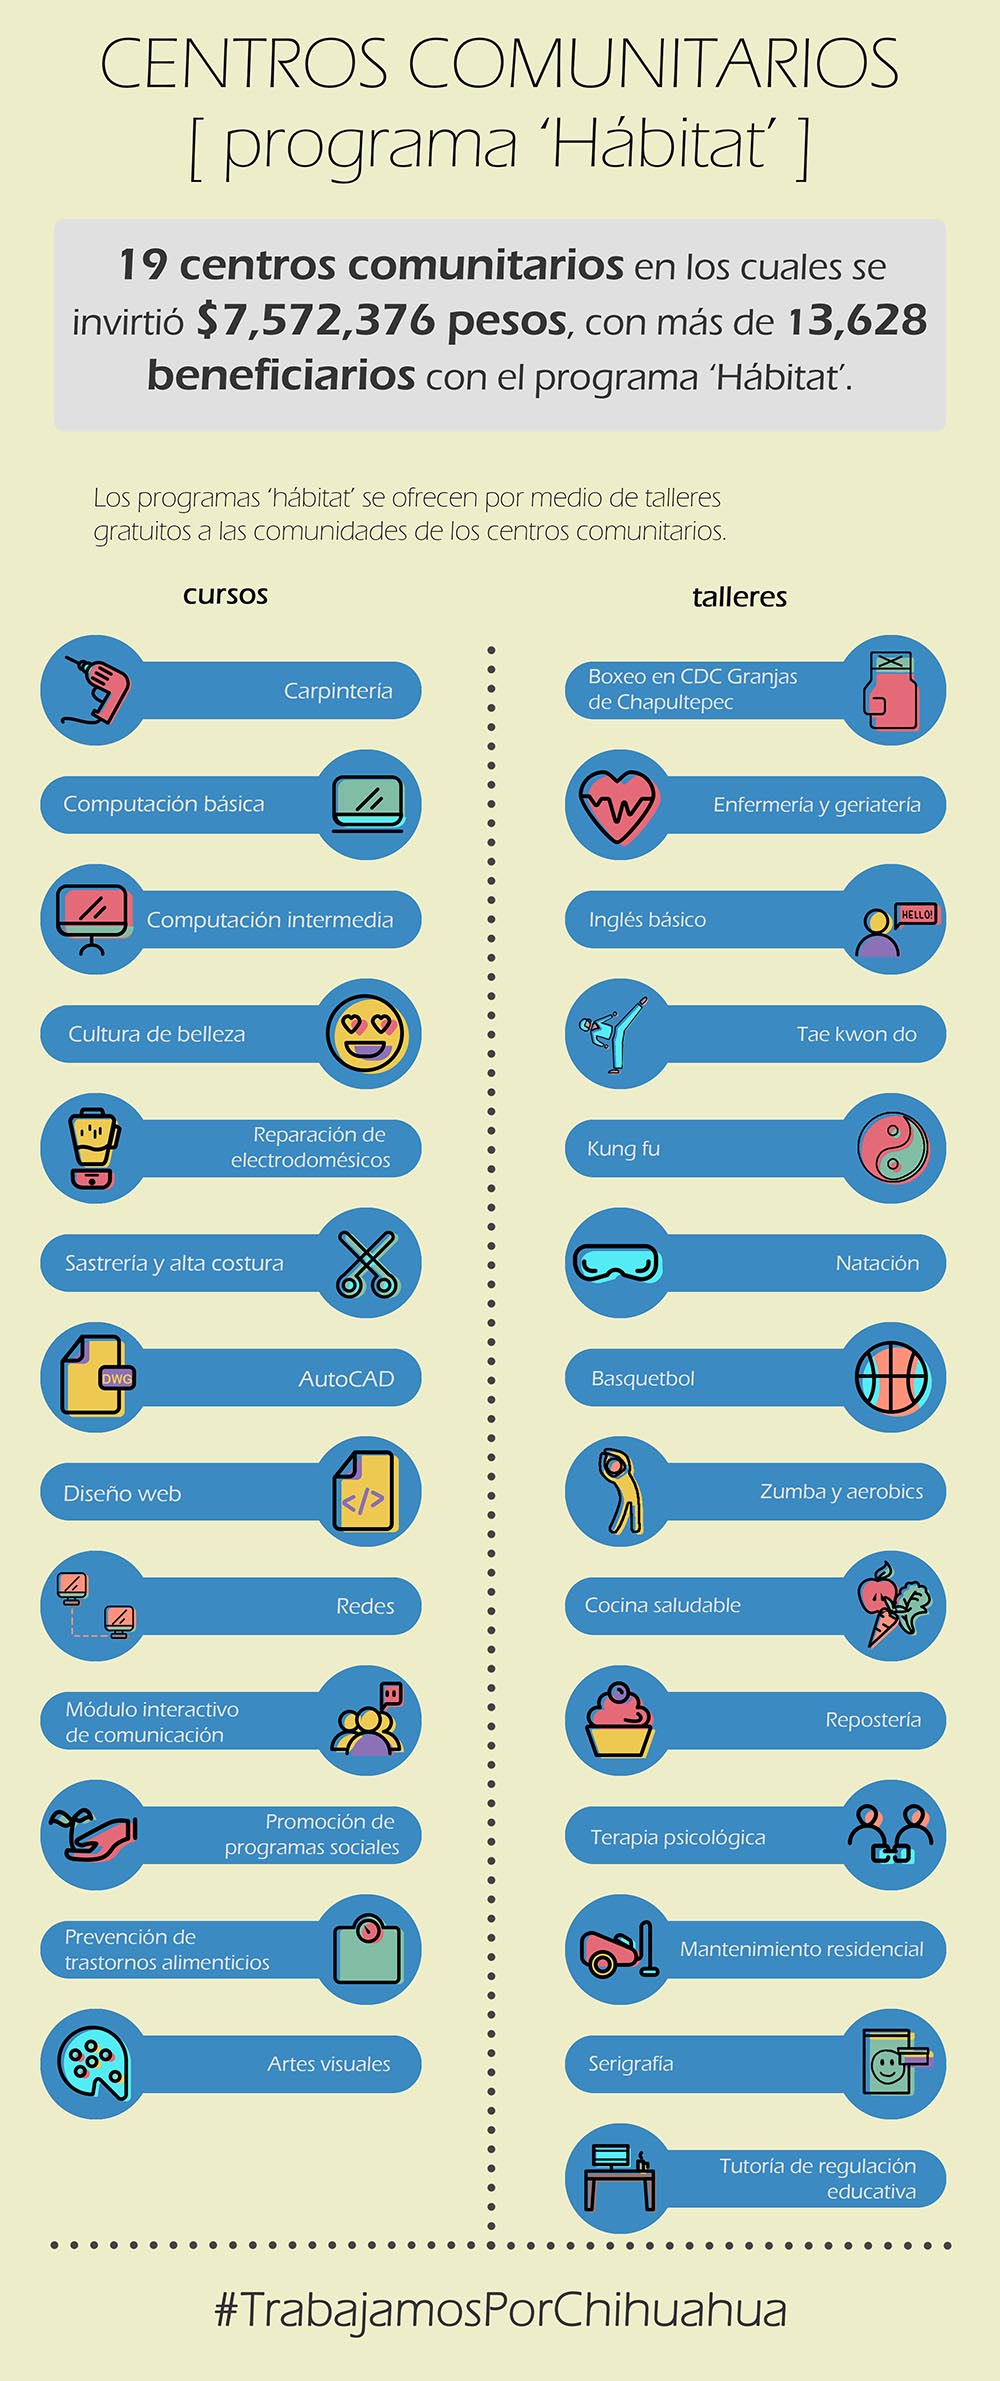 CENTROS COMUNITARIOS
[ programa ‘Hábitat’ ]
19 centros comunitarios en los cuales se
invirtió $7,572,376 pesos, con más de 13,628
beneficiarios con el programa ‘Hábitat’.
Los programas ‘hábitat’ se ofrecen por medio de talleres
gratuitos a las comunidades de los centros comunitarios.
cursos
Carpintería
Computación básica
Computación intermedia
Cultura de belleza
Reparación de
electrodomésicos
Sastrería y alta costura
DWG
AutoCAD
Diseño web
</>
Redes
Módulo interactivo
de comunicación
Promoción de
programas sociales
Prevención de
trastornos alimenticios
Artes visuales
talleres
Boxeo en CDC Granjas
de Chapultepec
Enfermería y geriatería
Inglés básico
HELLO!
Tae kwon do
Kung fu
Natación
Basquetbol
Zumba y aerobics
Cocina saludable
Repostería
Terapia psicológica
Mantenimiento residencial
Serigrafía
Tutoría de regulación
educativa
#TrabajamosPorChihuahua